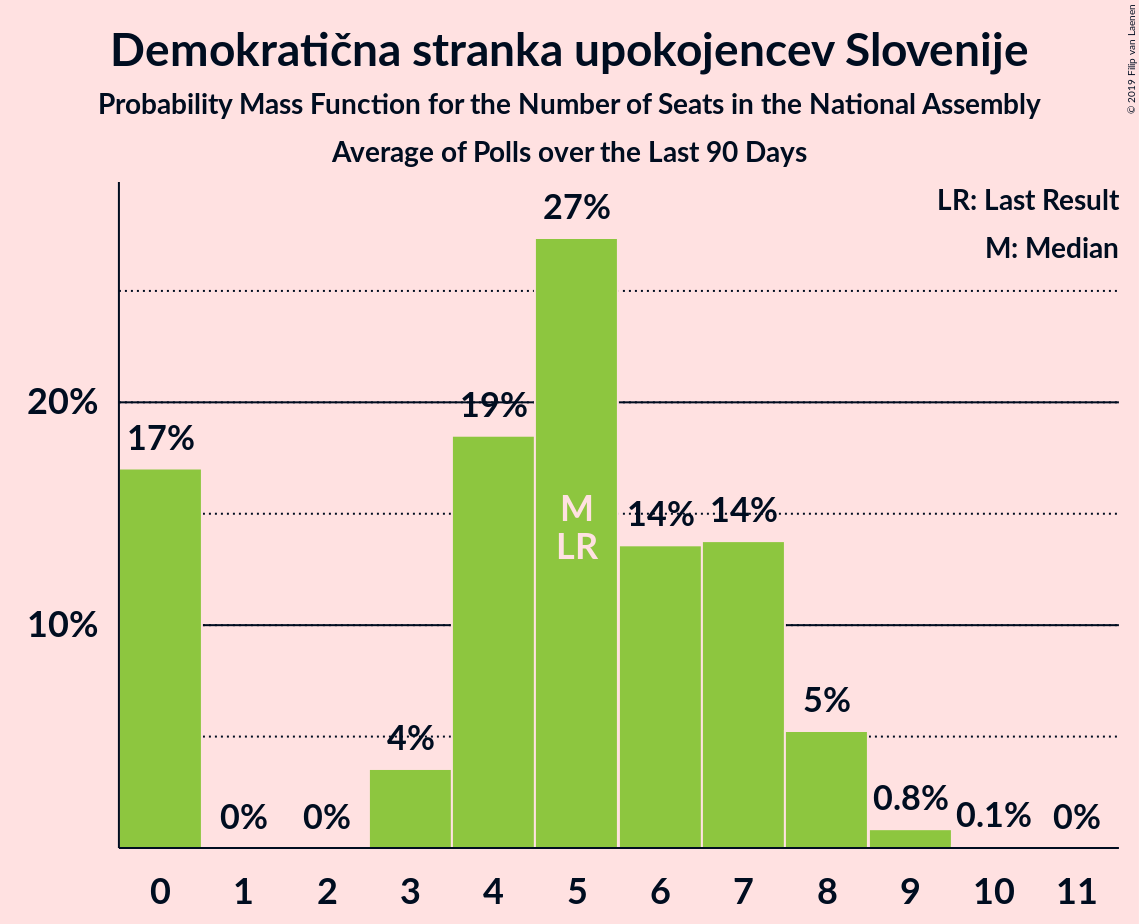 Demokratična stranka upokojencev Slovenije
Probability Mass Function for the Number of Seats in the National Assembly
Average of Polls over the Last 90 Days
© 2019 Filip van Laenen
LR: Last Result
M: Median
27%
20%
19%
17%
M
14%
14%
LR
10%
5%
4%
0.8%
0%
0%
0.1%
0%
0 1 2 3 4 5 6 7 8 9 10 11